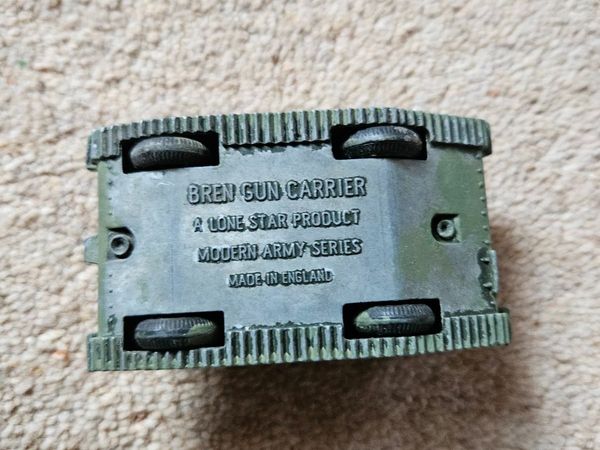 BREN GUN CARRIER
A LONE STAR PRODUCT
MODERN ARMY SERIES
MADE IN ENGLAND